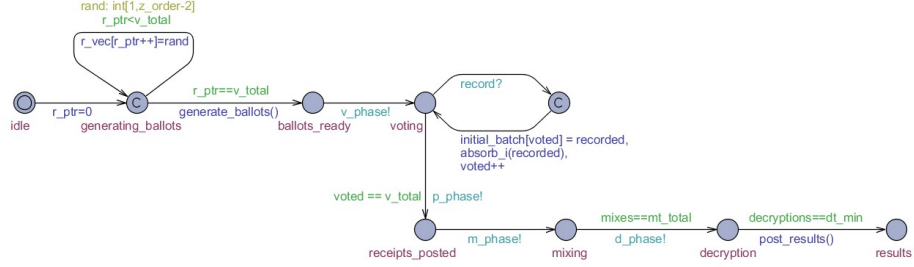 rand: int[1,z_order-2]
r_ptr<v_total
r_vec[r_ptr++]=rand
idle
r_ptr=0
C
generating_ballots
r_ptr==v_total
generate_ballots()
ballots_ready
v_phase!
voting
record?
C
initial_batch[voted] = recorded,
absorb_i(recorded),
voted++
voted == v_total
p_phase!
receipts_posted
m_phase!
mixing
mixes==mt_total
d_phase!
decryption
decryptions==dt_min
post_results()
results